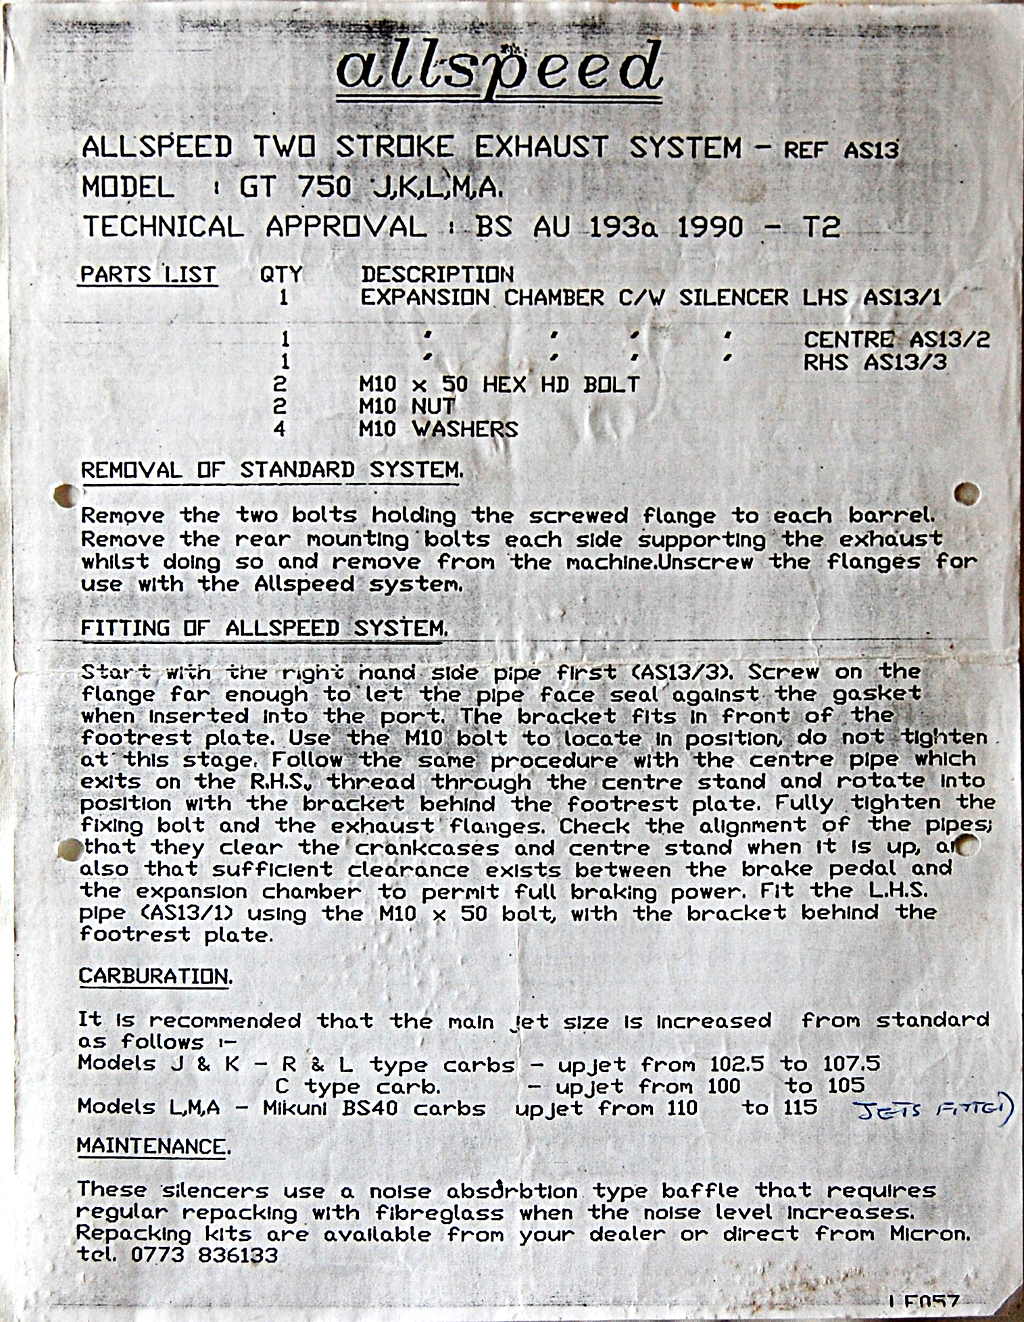 allspeed
ALLSPEED TWO STROKE EXHAUST SYSTEM - REF AS13
MODEL : GT 750 J,K,L,M,A.
TECHNICAL APPROVAL : BS AU 193a 1990 - T2
PARTS LIST QTY DESCRIPTION
1 EXPANSION CHAMBER C/W SILENCER LHS AS13/1
1 " " " " CENTRE AS13/2
1 " " " " RHS AS13/3
2 M10 x 50 HEX HD BOLT
2 M10 NUT
4 M10 WASHERS
REMOVAL OF STANDARD SYSTEM.
Remove the two bolts holding the screwed flange to each barrel.
Remove the rear mounting bolts each side supporting the exhaust
whilst doing so and remove from the machine.Unscrew the flanges for
use with the Allspeed system.
FITTING OF ALLSPEED SYSTEM.
Start with the right hand side pipe first (AS13/3). Screw on the
flange far enough to let the pipe face seal against the gasket
when inserted into the port. The bracket fits in front of the
footrest plate. Use the M10 bolt to locate in position, do not tighten
at this stage. Follow the same procedure with the centre pipe which
exits on the R.H.S., thread through the centre stand and rotate into
position with the bracket behind the footrest plate. Fully tighten the
fixing bolt and the exhaust flanges. Check the alignment of the pipes;
that they clear the crankcases and centre stand when it is up,
also that sufficient clearance exists between the brake pedal and
the expansion chamber to permit full braking power. Fit the L.H.S.
pipe (AS13/1) using the M10 x 50 bolt, with the bracket behind the
footrest plate.
CARBURATION.
It is recommended that the main jet size is increased from standard
as follows :-
Models J & K - R & L type carbs - upjet from 102.5 to 107.5
C type carb. - upjet from 100 to 105
Models L,M,A - Mikuni BS40 carbs upjet from 110 to 115 JETS FITTED)
MAINTENANCE.
These silencers use a noise absorbtion type baffle that requires
regular repacking with fibreglass when the noise level increases.
Repacking kits are available from your dealer or direct from Micron.
tel. 0773 836133